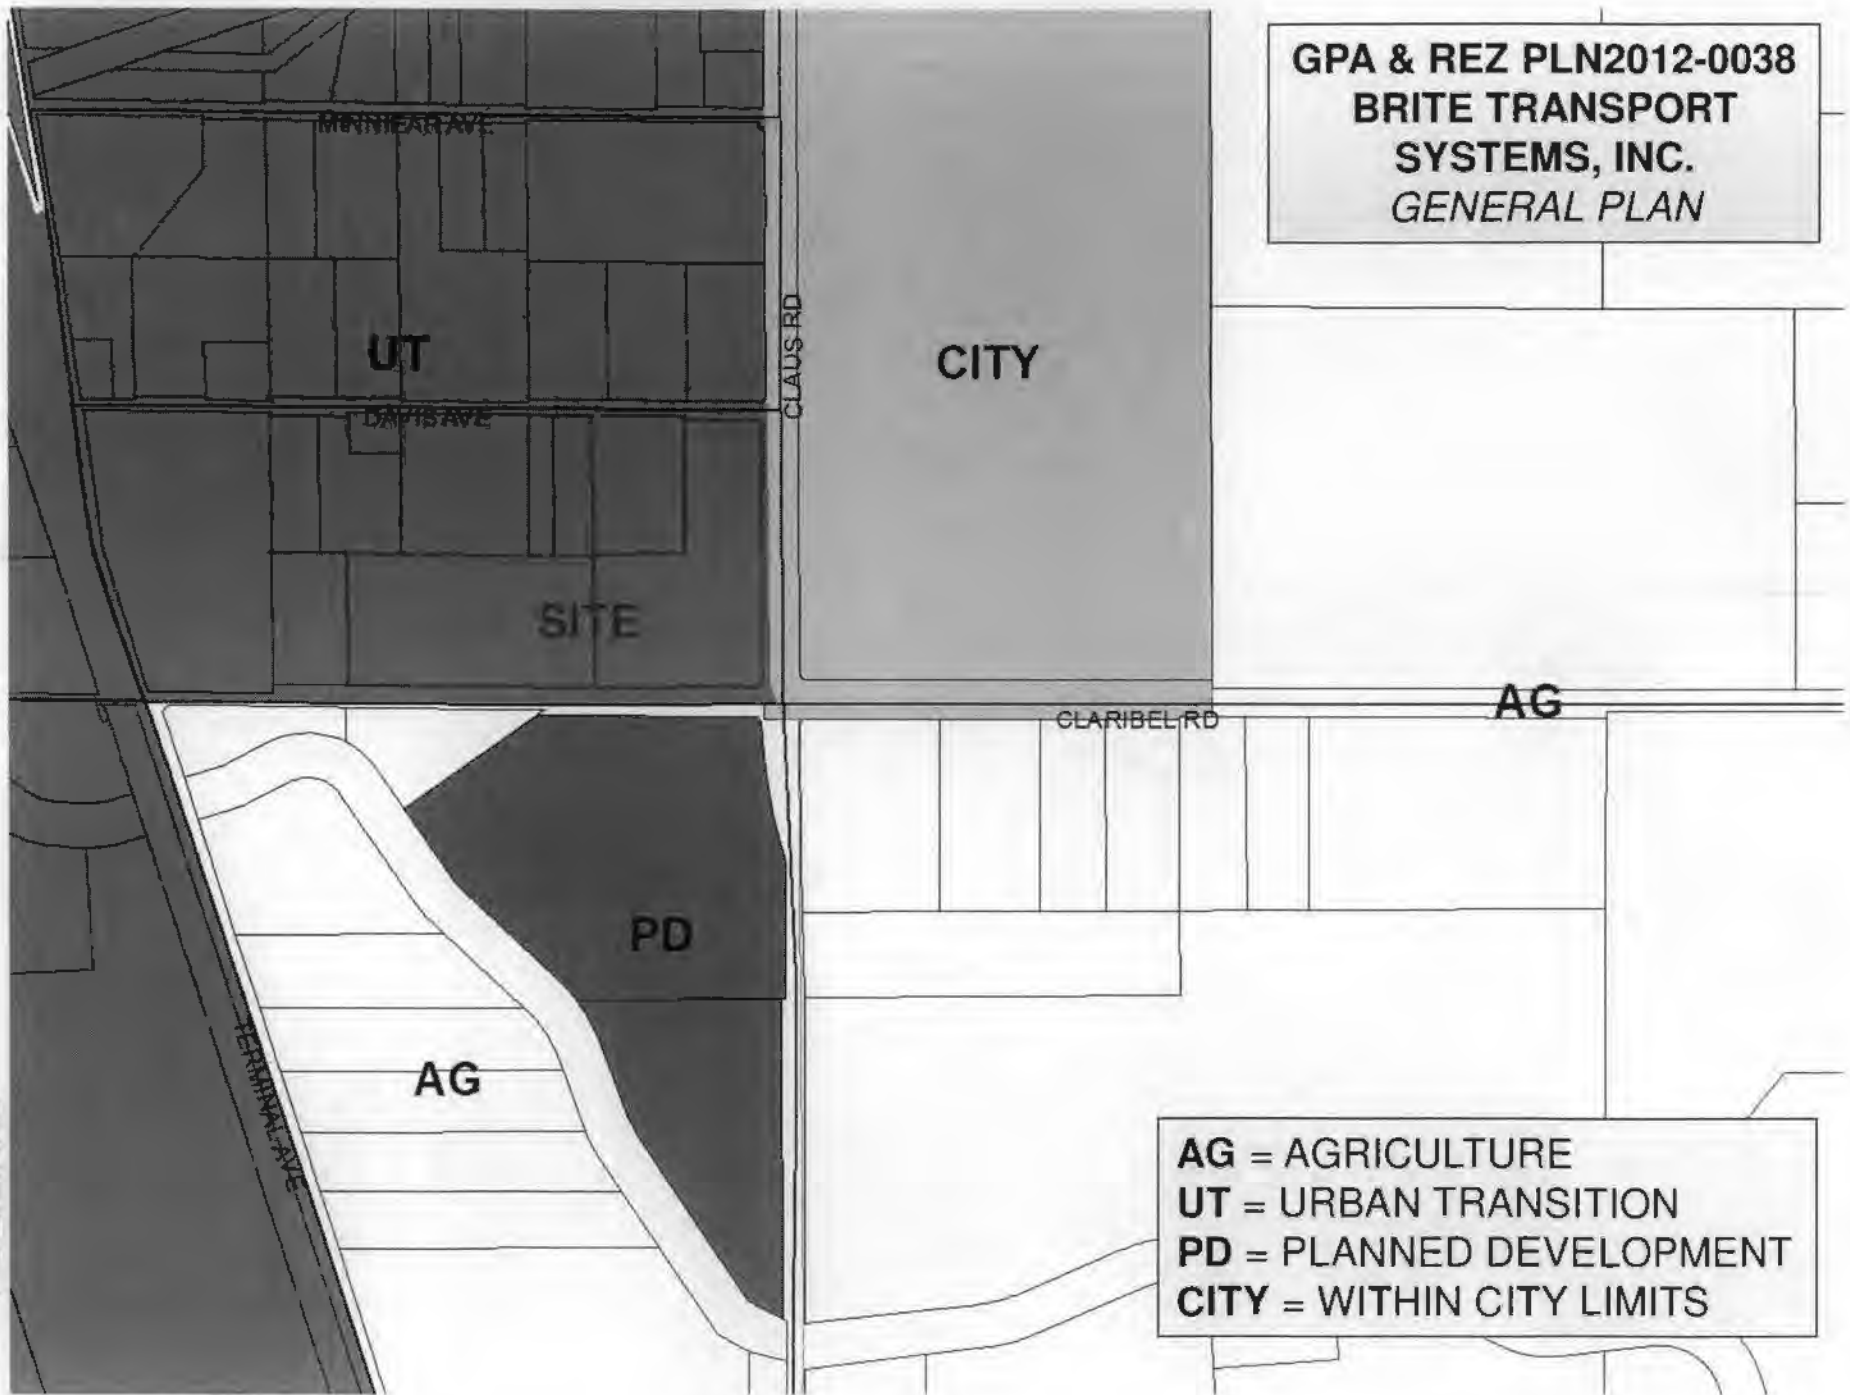 GPA & REZ PLN2012-0038
BRITE TRANSPORT
SYSTEMS, INC.
GENERAL PLAN
MINNIEAR AVE
UT
CLAUS RD
CITY
DAVIS AVE
SITE
AG
CLARIBEL RD
PD
TERMINAL AVE
AG
AG = AGRICULTURE
UT = URBAN TRANSITION
PD = PLANNED DEVELOPMENT
CITY = WITHIN CITY LIMITS